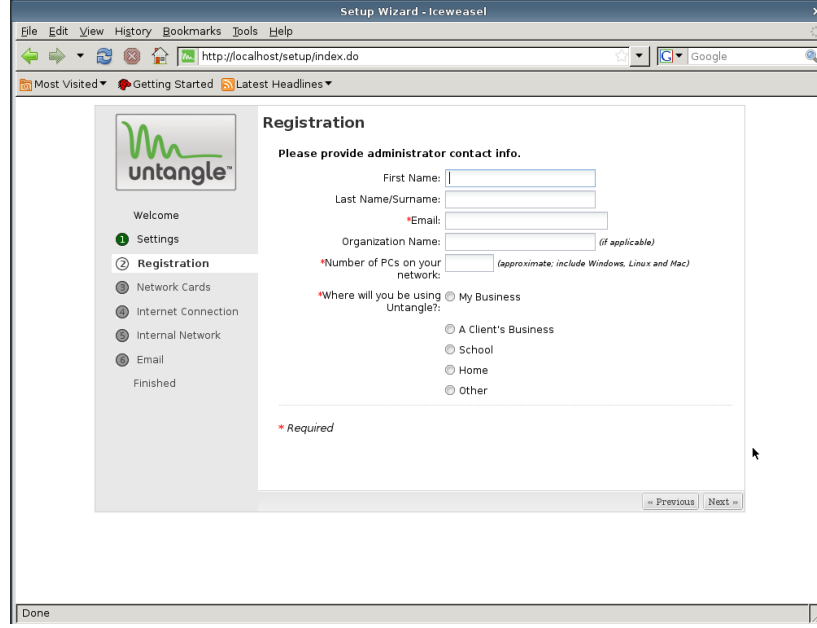 Setup Wizard - Iceweasel
File Edit View History Bookmarks Tools Help
http://localhost/setup/index.do
G
Google
Most Visited Getting Started Latest Headlines
untangle™
Welcome
1 Settings
2 Registration
3 Network Cards
4 Internet Connection
5 Internal Network
6 Email
Finished
Registration
Please provide administrator contact info.
First Name:
Last Name/Surname:
*Email:
Organization Name: (if applicable)
*Number of PCs on your network: (approximate; include Windows, Linux and Mac)
*Where will you be using Untangle?:
My Business
A Client's Business
School
Home
Other
* Required
« Previous Next »
Done